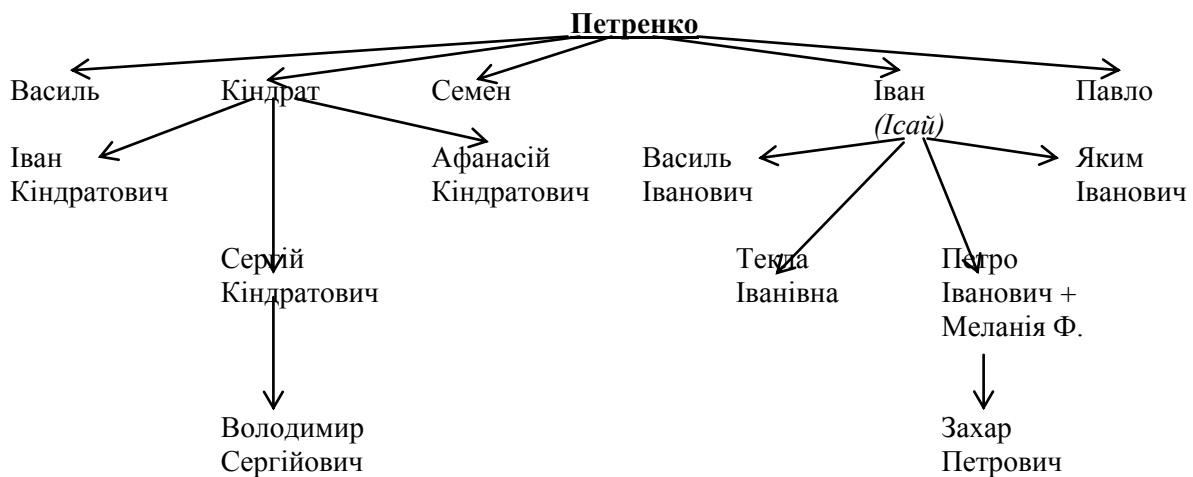 Петренко
Василь Кіндрат Семен Іван Павло
(Ісай)
Іван Афанасій Василь Яким
Кіндратович Кіндратович Іванович Іванович
Сергій Текла Петро
Кіндратович Іванівна Іванович +
Меланія Ф.
Володимир Захар
Сергійович Петрович